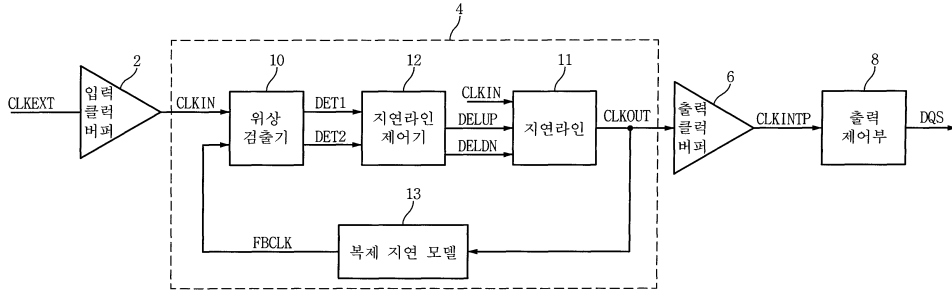 4
2
10
12
11
6
8
CLKEXT
입력
클럭
버퍼
CLKIN
위상
검출기
DET1
DET2
지연라인
제어기
CLKIN
DELUP
DELDN
지연라인
CLKOUT
출력
클럭
버퍼
CLKINTP
출력
제어부
DQS
13
FBCLK
복제 지연 모델